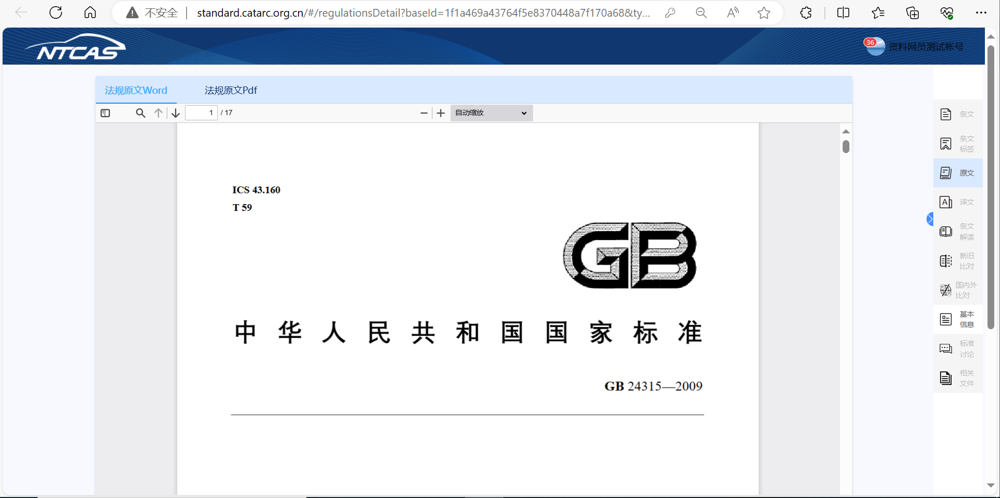 不安全
standard.catarc.org.cn/#/regulationsDetail?baseId=1f1a469a43764f5e8370448a7f170a68&ty...
NTCAS
36
资料网员测试帐号
法规原文Word
法规原文Pdf
1 / 17
自动缩放
ICS 43.160
T 59
GB
中华人民共和国国家标准
GB 24315—2009
条文
条文
标签
原文
译文
条文
解读
新旧
比对
国内外
比对
基本
信息
标准
讨论
相关
文件